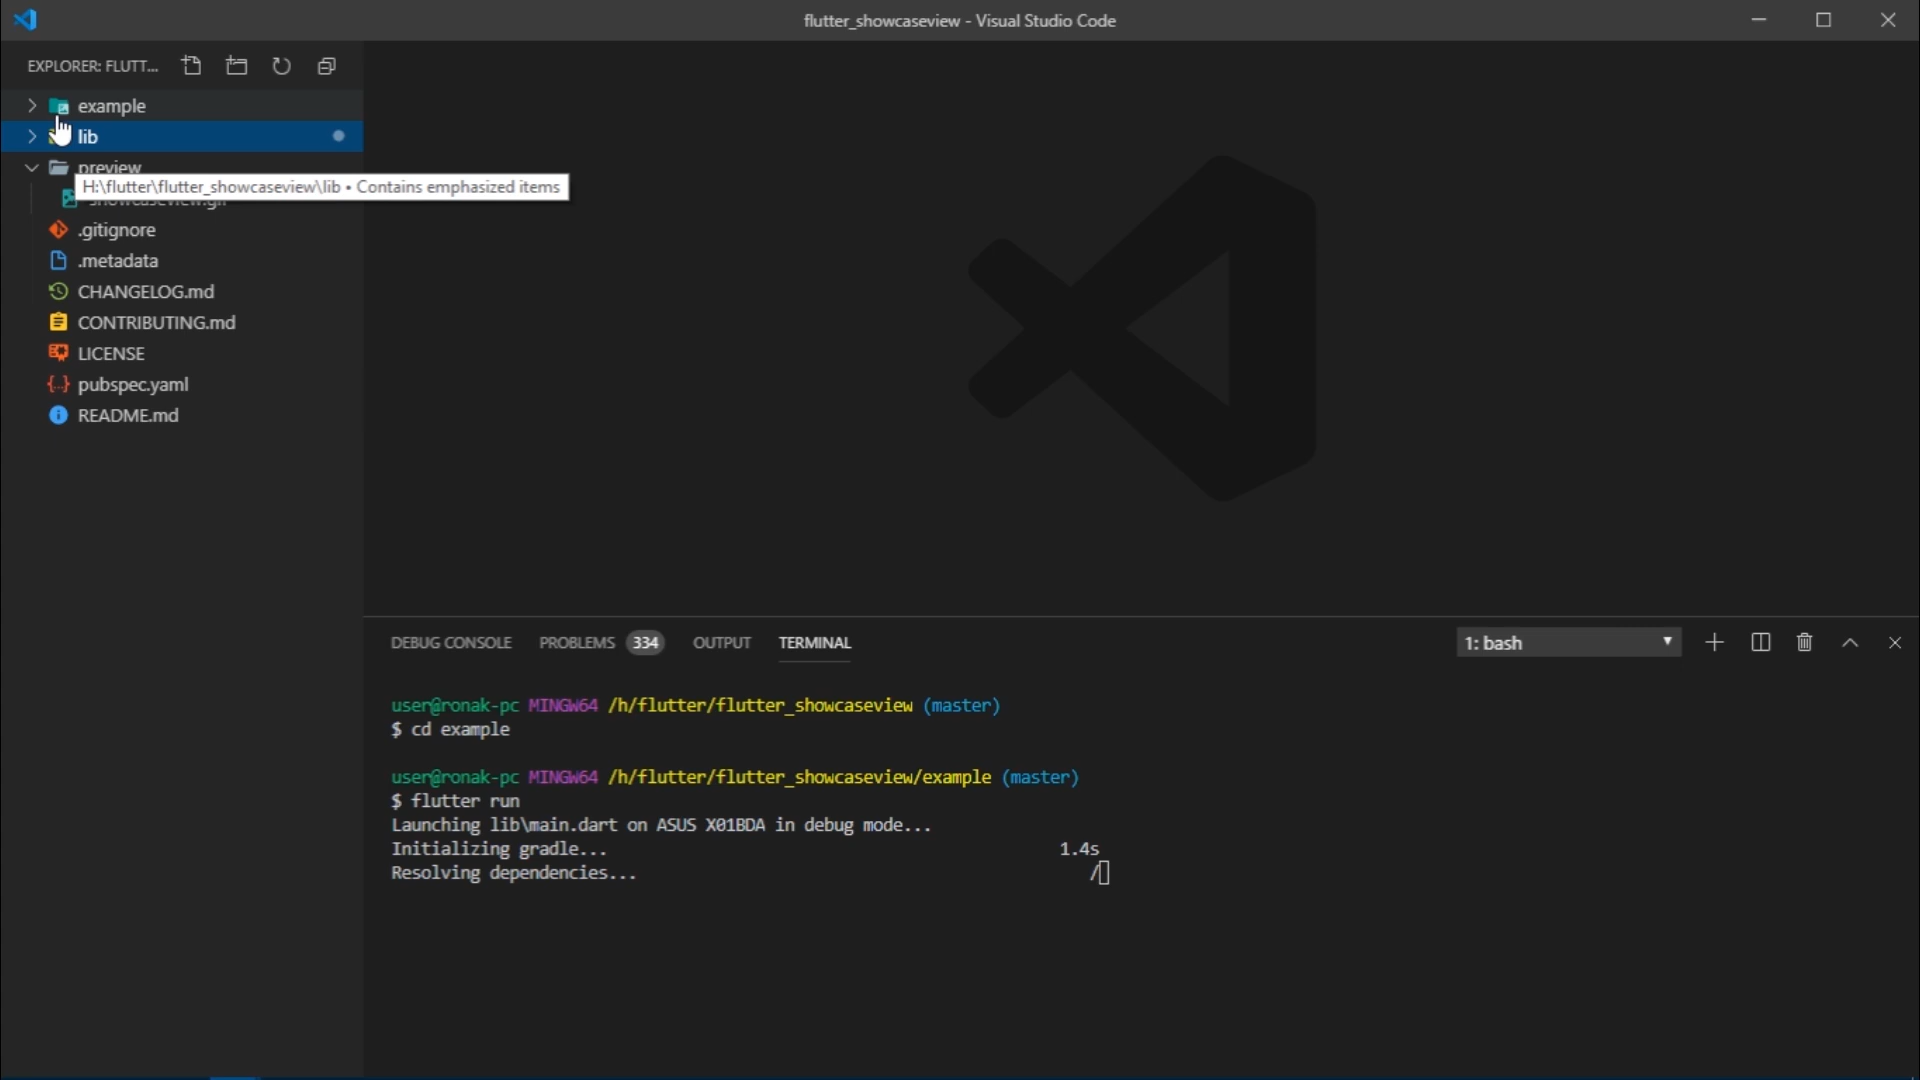 flutter_showcaseview - Visual Studio Code
EXPLORER: FLUTT...
example
lib
preview
H:\flutter\flutter_showcaseview\lib • Contains emphasized items
showcaseview.gif
.gitignore
.metadata
CHANGELOG.md
CONTRIBUTING.md
LICENSE
pubspec.yaml
README.md
DEBUG CONSOLE PROBLEMS 334 OUTPUT TERMINAL
1: bash
user@ronak-pc MINGW64 /h/flutter/flutter_showcaseview (master)
$ cd example
user@ronak-pc MINGW64 /h/flutter/flutter_showcaseview/example (master)
$ flutter run
Launching lib\main.dart on ASUS X01BDA in debug mode...
Initializing gradle... 1.4s
Resolving dependencies... /